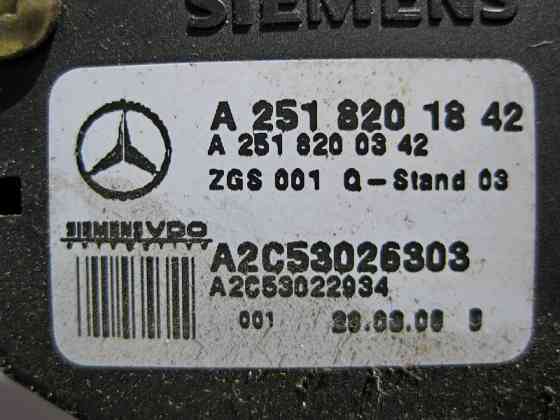 SIEMENS
A 251 820 18 42
A 251 820 03 42
ZGS 001 Q-Stand 03
SIEMENS VDO
A2C53026303
A2C53022934
001